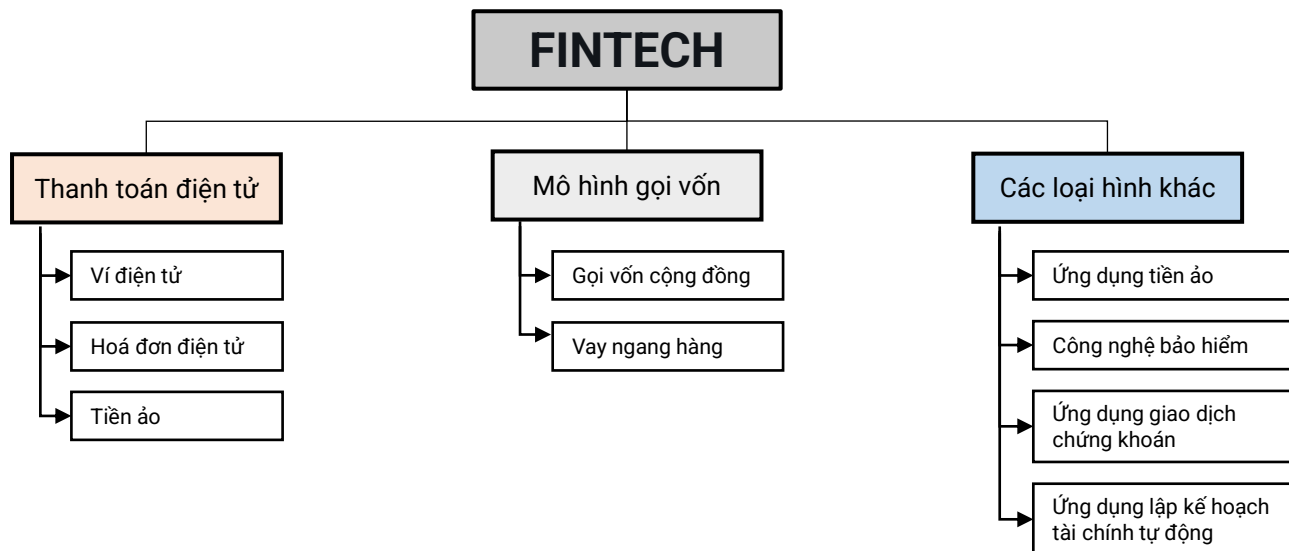 FINTECH
Thanh toán điện tử
Ví điện tử
Hoá đơn điện tử
Tiền ảo
Mô hình gọi vốn
Gọi vốn cộng đồng
Vay ngang hàng
Các loại hình khác
Ứng dụng tiền ảo
Công nghệ bảo hiểm
Ứng dụng giao dịch
chứng khoán
Ứng dụng lập kế hoạch
tài chính tự động